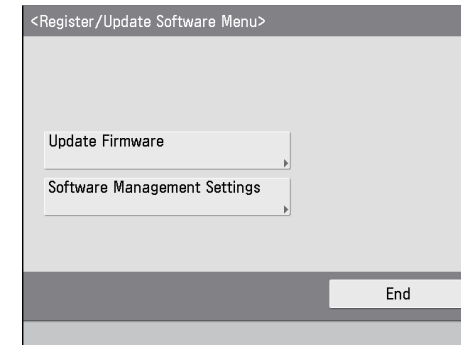 <Register/Update Software Menu>
Update Firmware
Software Management Settings
End